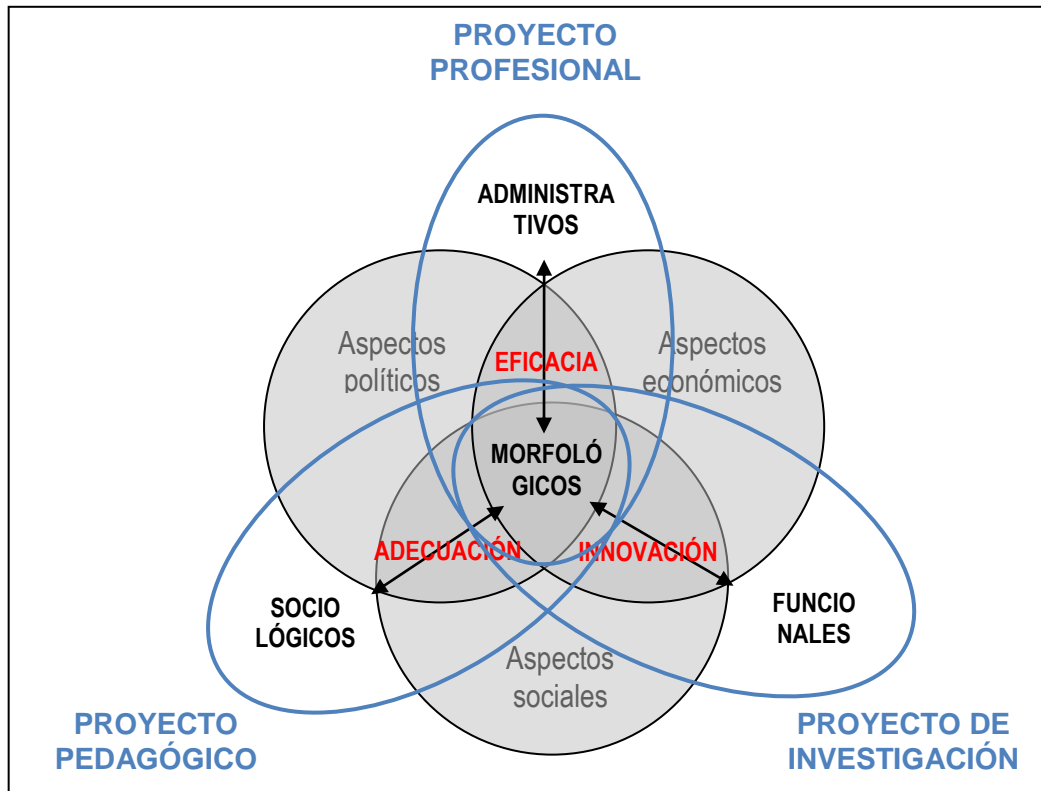 PROYECTO
PROFESIONAL
ADMINISTRA
TIVOS
Aspectos
políticos
EFICACIA
Aspectos
económicos
MORFOLÓ
GICOS
ADECUACIÓN
INNOVACIÓN
SOCIO
LÓGICOS
FUNCIO
NALES
Aspectos
sociales
PROYECTO
PEDAGÓGICO
PROYECTO DE
INVESTIGACIÓN